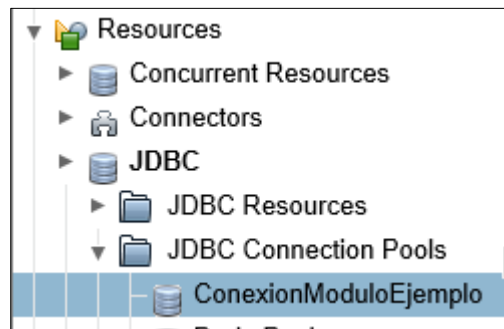 Resources
Concurrent Resources
Connectors
JDBC
JDBC Resources
JDBC Connection Pools
ConexionModuloEjemplo